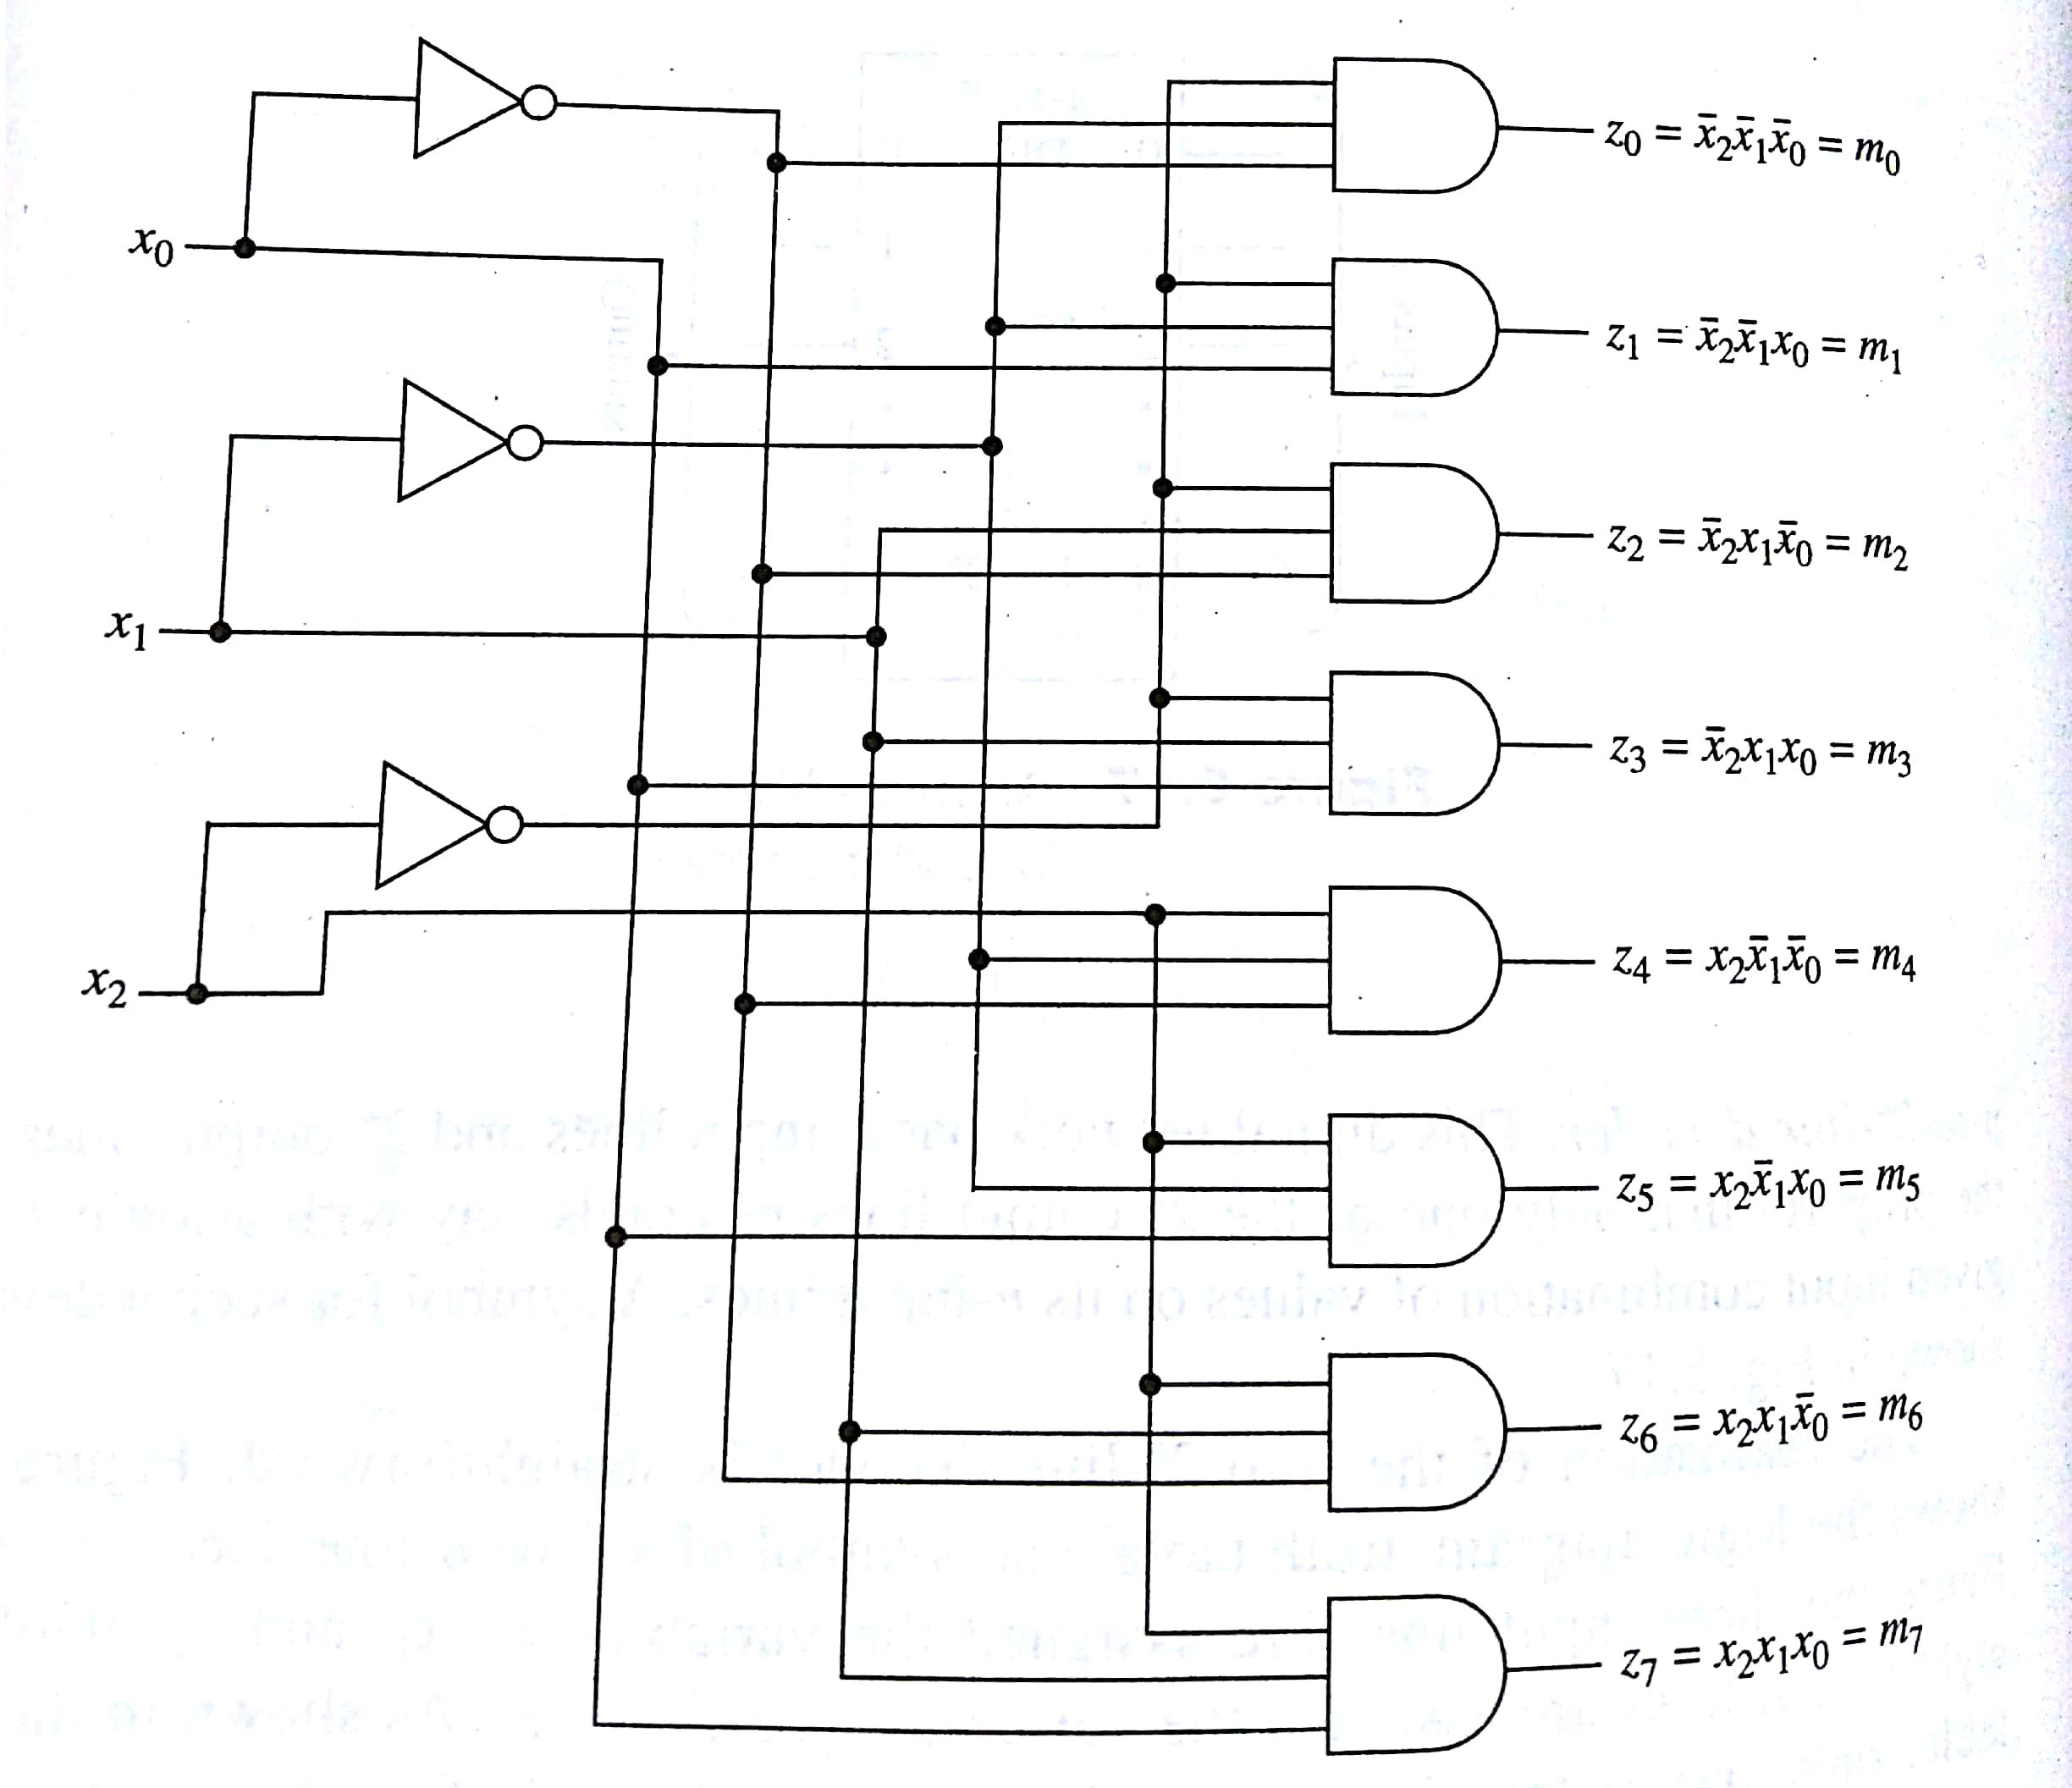 x₀
x₁
x₂
z₀ = x̄₂x̄₁x̄₀ = m₀
z₁ = x̄₂x̄₁x₀ = m₁
z₂ = x̄₂x₁x̄₀ = m₂
z₃ = x̄₂x₁x₀ = m₃
z₄ = x₂x̄₁x̄₀ = m₄
z₅ = x₂x̄₁x₀ = m₅
z₆ = x₂x₁x̄₀ = m₆
z₇ = x₂x₁x₀ = m₇